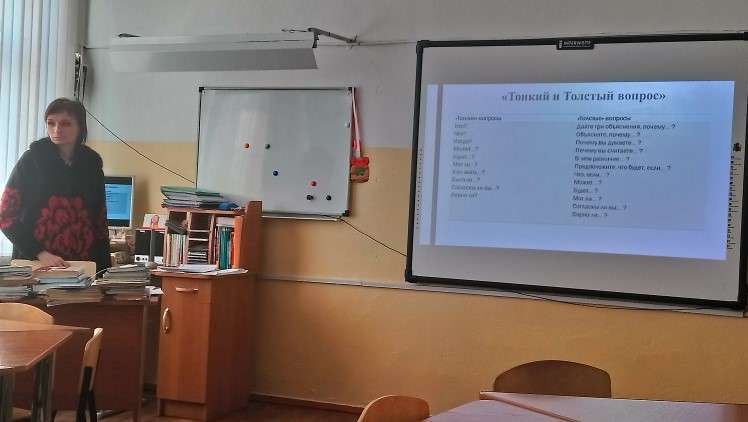 INTERWRITE
«Тонкий и Толстый вопрос»
«Тонкие» вопросы
Кто?
Что?
Когда?
Может...?
Будет...?
Мог ли...?
Как звать...?
Было ли...?
Согласны ли вы...?
Верно ли?
«Толстые» вопросы
Дайте три объяснения, почему...?
Объясните, почему...?
Почему вы думаете...?
Почему вы считаете...?
В чём различие...?
Предположите, что будет, если...?
Что, если...?
Может...?
Будет...?
Мог ли...?
Согласны ли вы...?
Верно ли...?